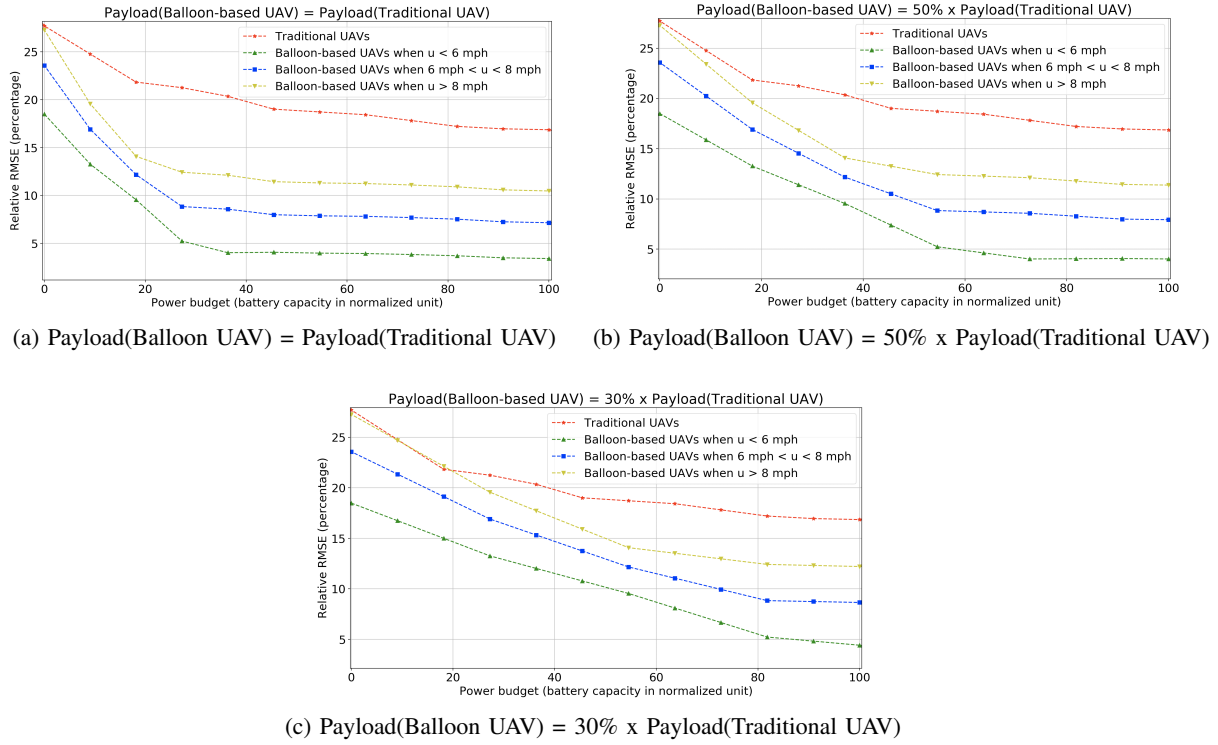 Payload(Balloon-based UAV) = Payload(Traditional UAV)
Relative RMSE (percentage)
25
20
15
10
5
Traditional UAVs
Balloon-based UAVs when u < 6 mph
Balloon-based UAVs when 6 mph < u < 8 mph
Balloon-based UAVs when u > 8 mph
0 20 40 60 80 100
Power budget (battery capacity in normalized unit)
(a) Payload(Balloon UAV) = Payload(Traditional UAV)
Payload(Balloon-based UAV) = 50% x Payload(Traditional UAV)
Relative RMSE (percentage)
25
20
15
10
5
Traditional UAVs
Balloon-based UAVs when u < 6 mph
Balloon-based UAVs when 6 mph < u < 8 mph
Balloon-based UAVs when u > 8 mph
0 20 40 60 80 100
Power budget (battery capacity in normalized unit)
(b) Payload(Balloon UAV) = 50% x Payload(Traditional UAV)
Payload(Balloon-based UAV) = 30% x Payload(Traditional UAV)
Relative RMSE (percentage)
25
20
15
10
5
Traditional UAVs
Balloon-based UAVs when u < 6 mph
Balloon-based UAVs when 6 mph < u < 8 mph
Balloon-based UAVs when u > 8 mph
0 20 40 60 80 100
Power budget (battery capacity in normalized unit)
(c) Payload(Balloon UAV) = 30% x Payload(Traditional UAV)